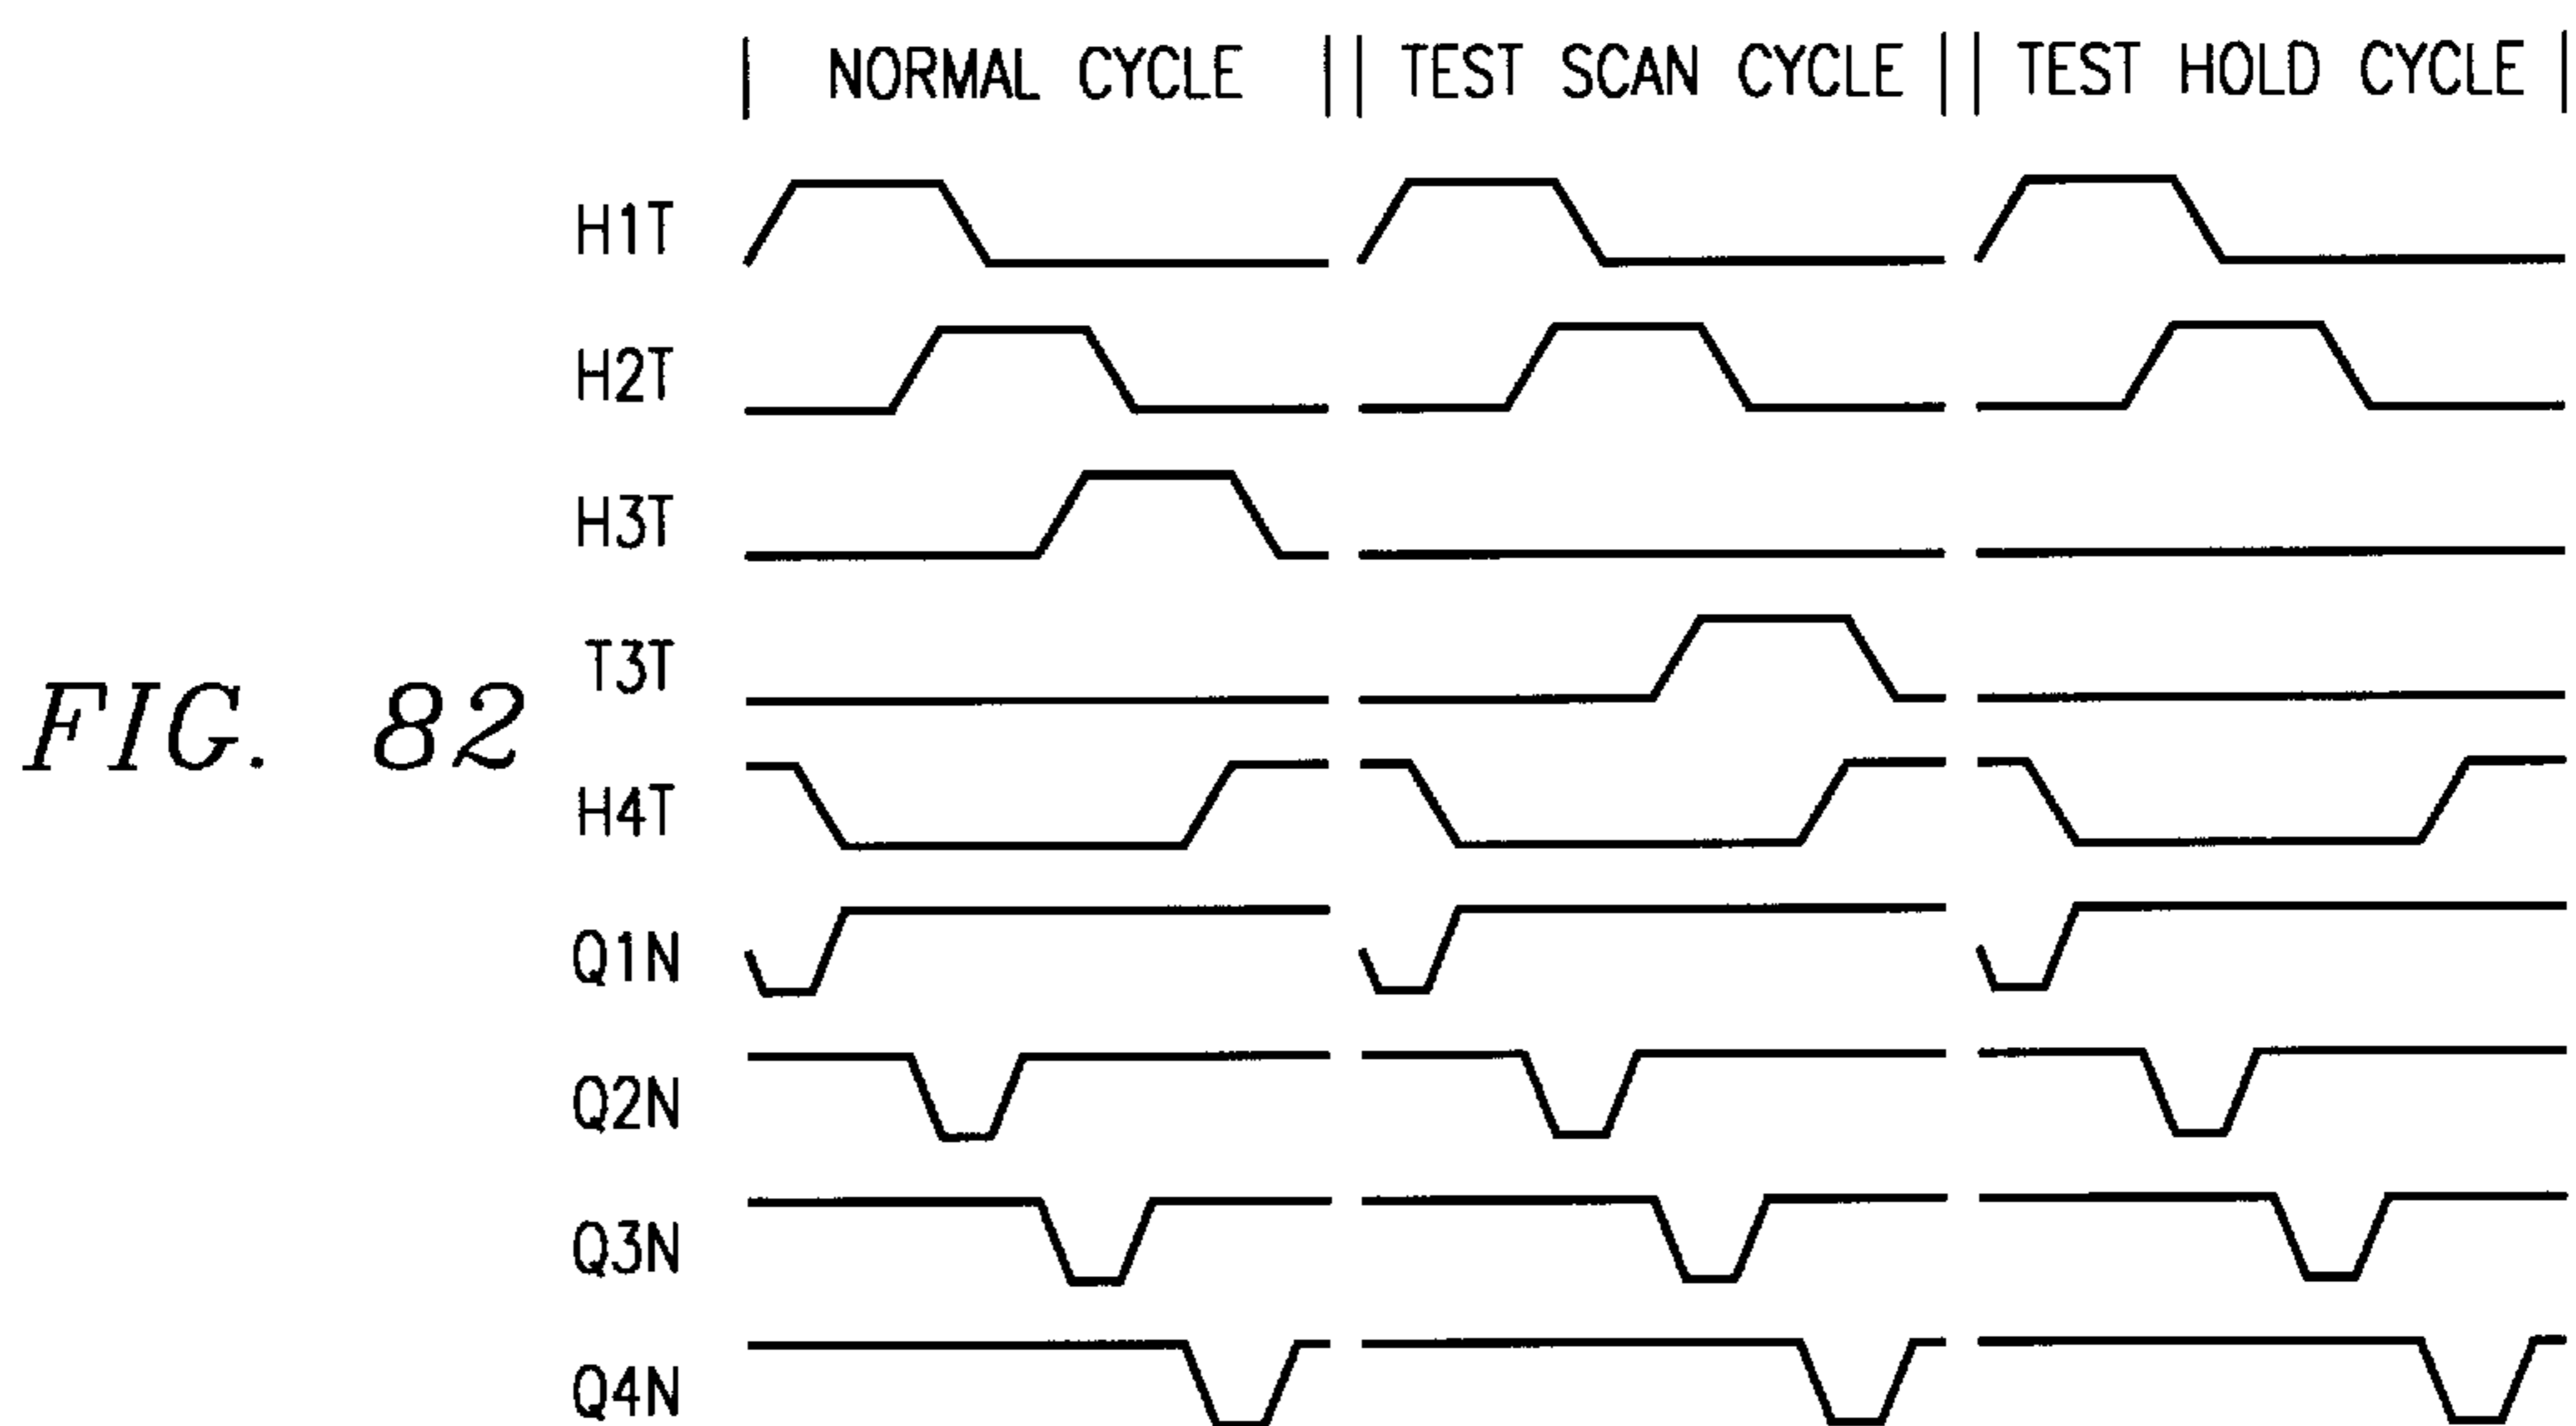 NORMAL CYCLE TEST SCAN CYCLE TEST HOLD CYCLE
H1T
H2T
H3T
T3T
FIG. 82
H4T
Q1N
Q2N
Q3N
Q4N